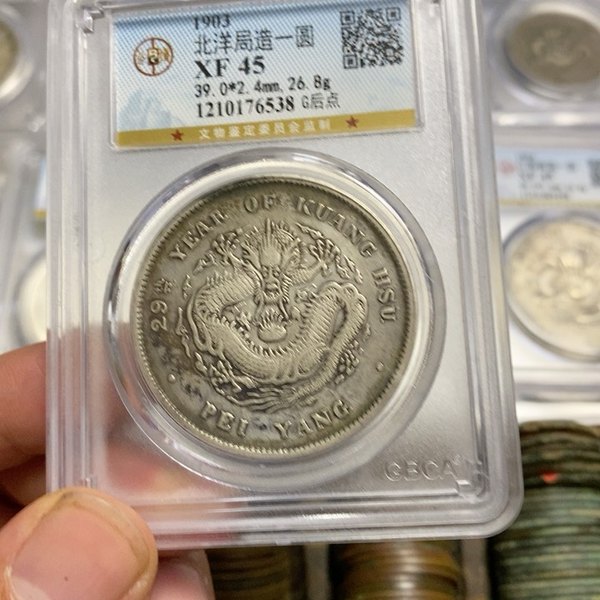 1903
北洋局造一圆
XF 45
39.0*2.4mm, 26.8g
1210176538 G后点
文物鉴定委员会监制
29TH YEAR OF KUANG HSU
PEI YANG
GBCA